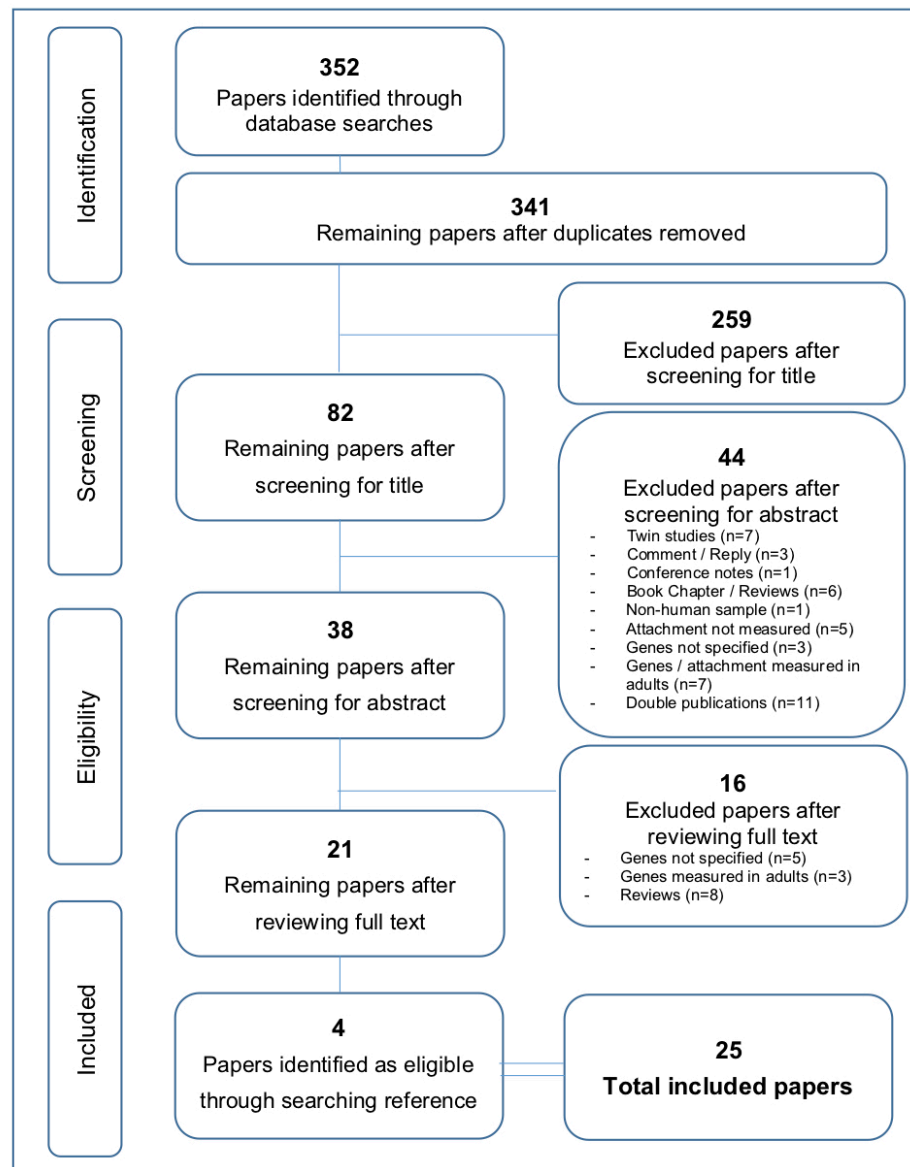 Identification
352
Papers identified through
database searches
341
Remaining papers after duplicates removed
Screening
259
Excluded papers after
screening for title
82
Remaining papers after
screening for title
44
Excluded papers after
screening for abstract
- Twin studies (n=7)
- Comment / Reply (n=3)
- Conference notes (n=1)
- Book Chapter / Reviews (n=6)
- Non-human sample (n=1)
- Attachment not measured (n=5)
- Genes not specified (n=3)
- Genes / attachment measured in
adults (n=7)
- Double publications (n=11)
Eligibility
38
Remaining papers after
screening for abstract
16
Excluded papers after
reviewing full text
- Genes not specified (n=5)
- Genes measured in adults (n=3)
- Reviews (n=8)
21
Remaining papers after
reviewing full text
Included
4
Papers identified as eligible
through searching reference
25
Total included papers